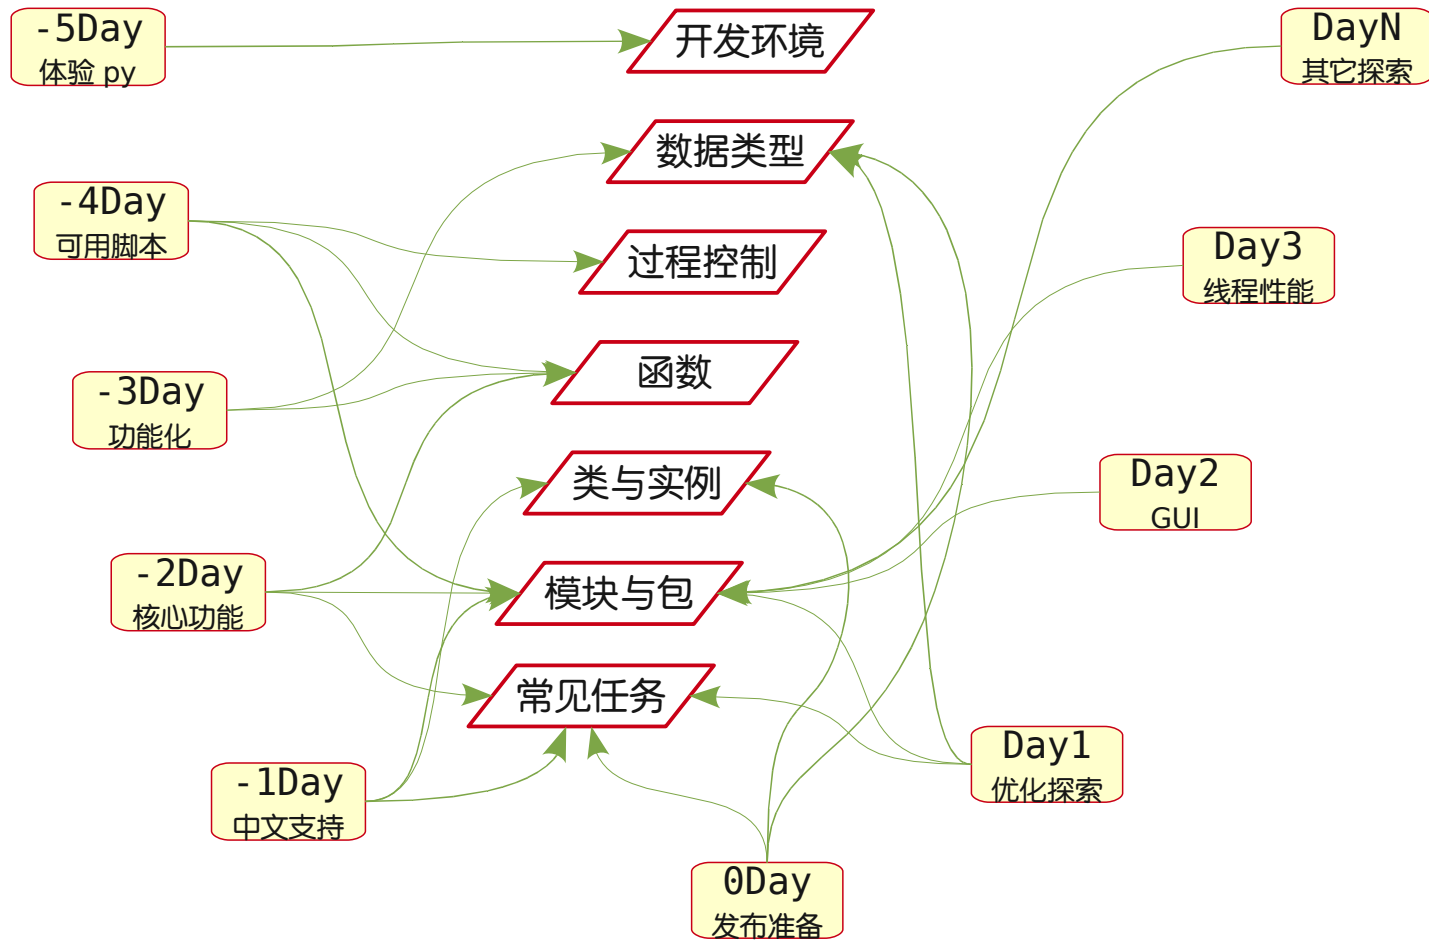 -5Day
体验 py
开发环境
DayN
其它探索
数据类型
-4Day
可用脚本
过程控制
Day3
线程性能
函数
-3Day
功能化
类与实例
Day2
GUI
-2Day
核心功能
模块与包
常见任务
Day1
优化探索
-1Day
中文支持
0Day
发布准备